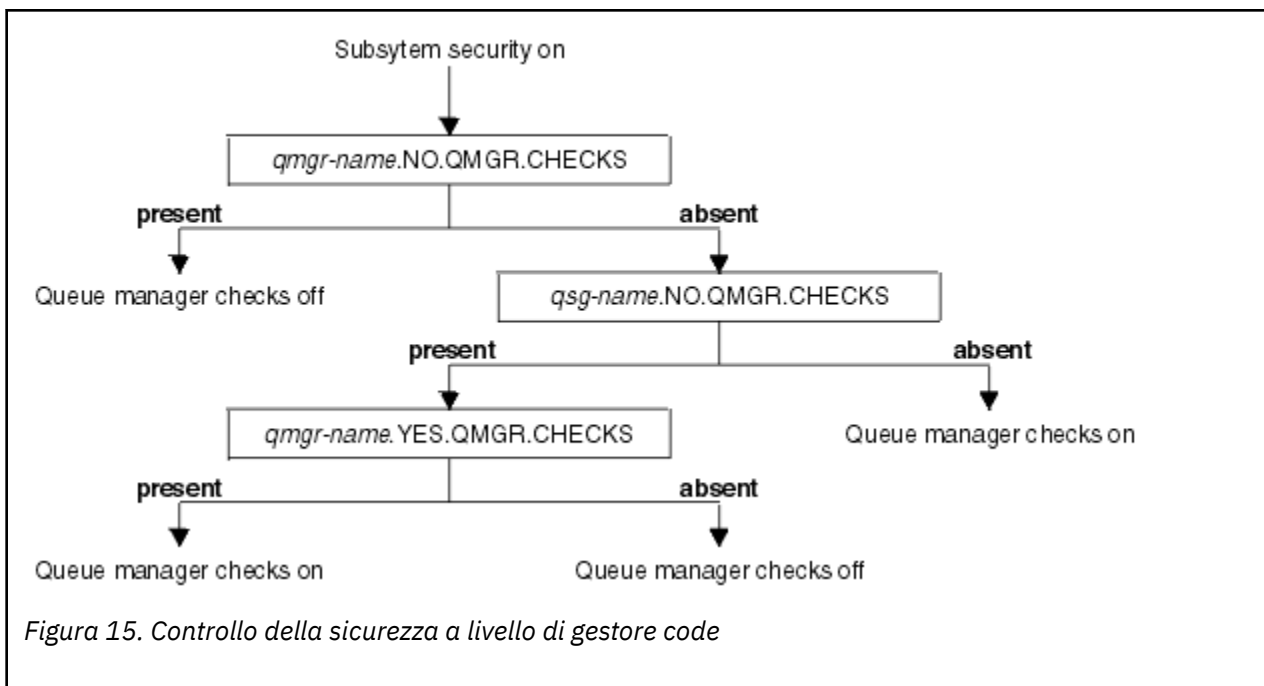 Subsytem security on
qmgr-name.NO.QMGR.CHECKS
present
absent
Queue manager checks off
qsg-name.NO.QMGR.CHECKS
present
absent
qmgr-name.YES.QMGR.CHECKS
Queue manager checks on
present
absent
Queue manager checks on
Queue manager checks off
Figura 15. Controllo della sicurezza a livello di gestore code